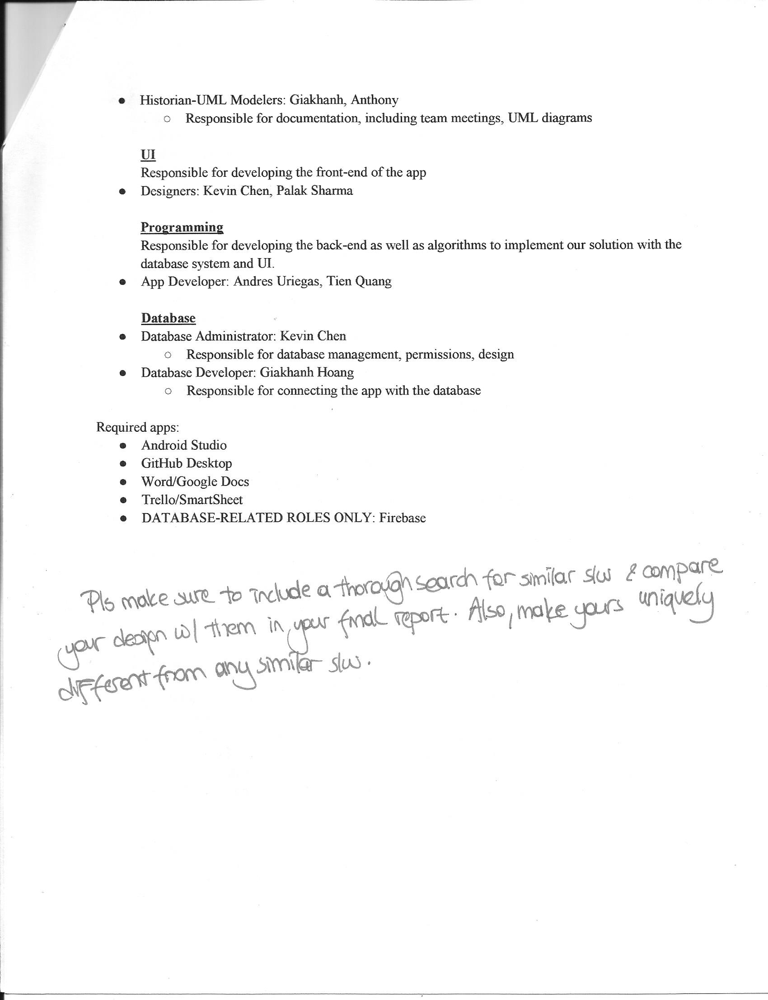 ● Historian-UML Modelers: Giakhanh, Anthony
○ Responsible for documentation, including team meetings, UML diagrams
UI
Responsible for developing the front-end of the app
● Designers: Kevin Chen, Palak Sharma
Programming
Responsible for developing the back-end as well as algorithms to implement our solution with the
database system and UI.
● App Developer: Andres Uriegas, Tien Quang
Database
● Database Administrator: Kevin Chen
○ Responsible for database management, permissions, design
● Database Developer: Giakhanh Hoang
○ Responsible for connecting the app with the database
Required apps:
● Android Studio
● GitHub Desktop
● Word/Google Docs
● Trello/SmartSheet
● DATABASE-RELATED ROLES ONLY: Firebase
Pls make sure to include a thorough search for similar s/w & compare
your design w/ them in your final report. Also, make yours uniquely
different from any similar s/w.